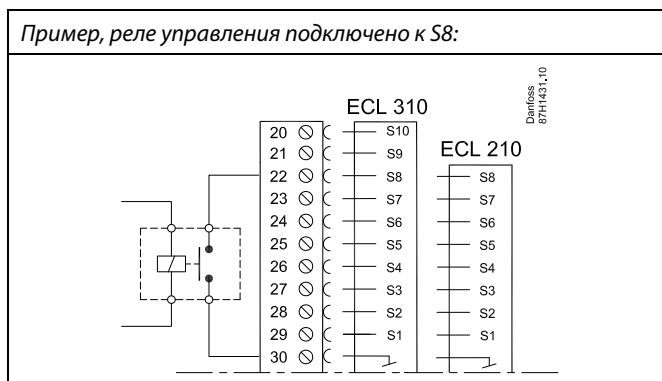 Пример, реле управления подключено к S8:
Danfoss
87H1431.10
ECL 310
ECL 210
20 S10
21 S9
22 S8 S8
23 S7 S7
24 S6 S6
25 S5 S5
26 S4 S4
27 S3 S3
28 S2 S2
29 S1 S1
30